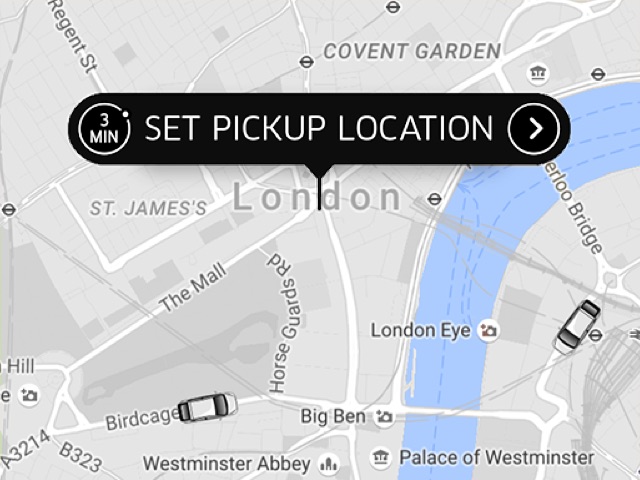 Regent St
COVENT GARDEN
3
MIN
SET PICKUP LOCATION
London
ST. JAMES'S
erloo Bridge
The Mall
Horse Guards Rd
London Eye
n Hill
e
Birdcage
Big Ben
A3214
B323
Westminster Abbey
Palace of Westminster